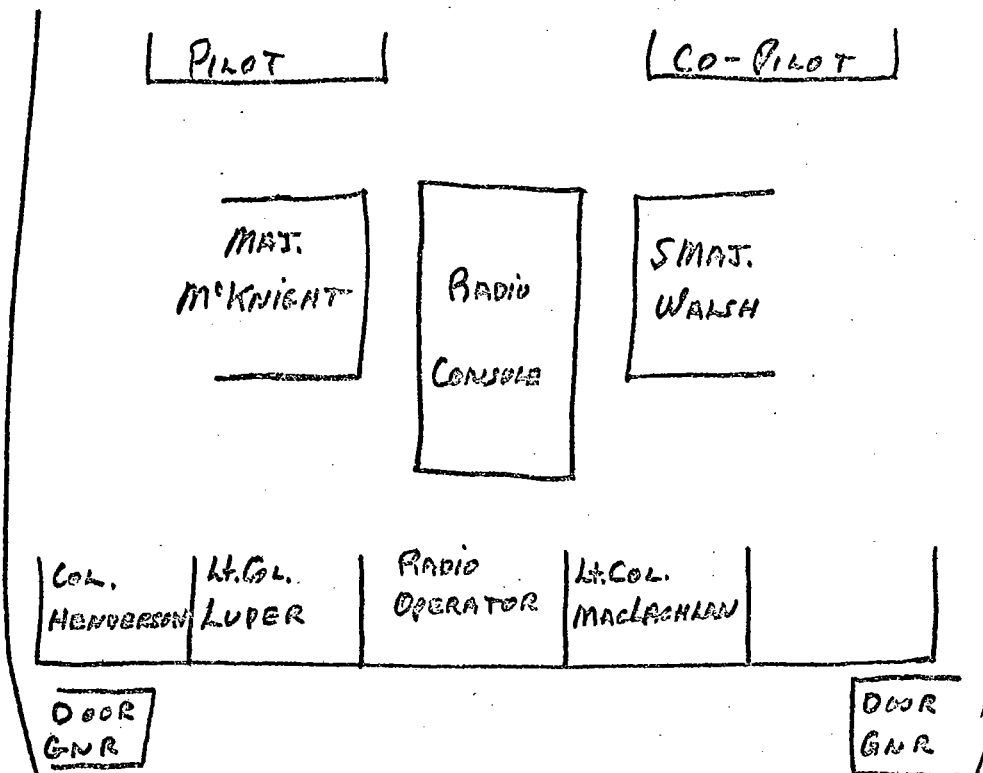 PILOT
CO-PILOT
MAJ.
McKNIGHT
RADIO
CONSOLE
SMAJ.
WALSH
COL.
HENDERSON
Lt.Col.
LUPER
RADIO
OPERATOR
Lt.Col.
MACLACHLAN
DOOR
GNR
DOOR
GNR